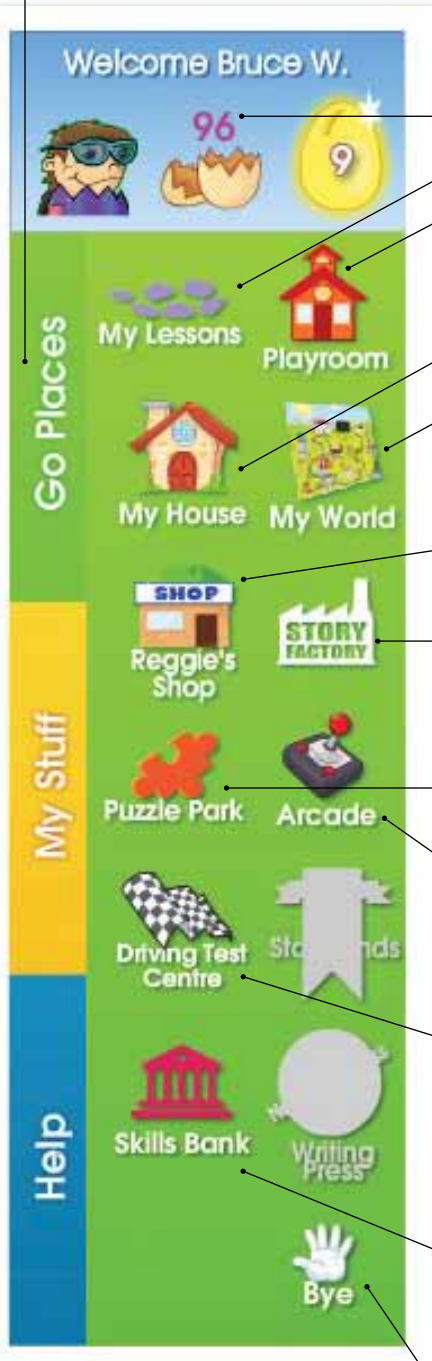 Welcome Bruce W.
96
9
Go Places
My Lessons
Playroom
My House
My World
SHOP
Reggie's
Shop
STORY
FACTORY
My Stuff
Puzzle Park
Arcade
Driving Test
Centre
Help
Skills Bank
Writing
Press
Bye